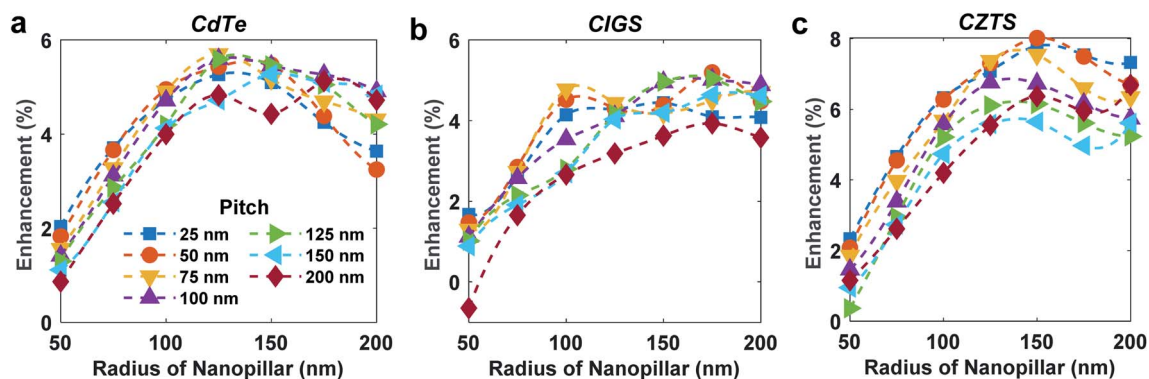 a
CdTe
Enhancement (%)
6
4
2
0
Pitch
25 nm
50 nm
75 nm
100 nm
125 nm
150 nm
200 nm
50
100
150
200
Radius of Nanopillar (nm)
b
CIGS
Enhancement (%)
6
4
2
0
50
100
150
200
Radius of Nanopillar (nm)
c
CZTS
Enhancement (%)
8
6
4
2
0
50
100
150
200
Radius of Nanopillar (nm)